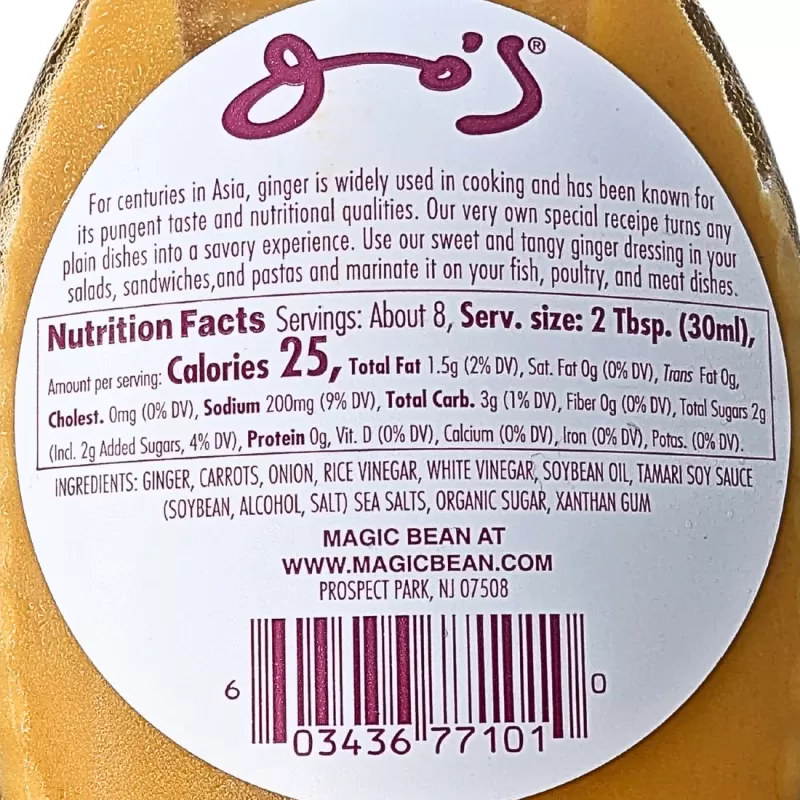 Jo's®
For centuries in Asia, ginger is widely used in cooking and has been known for
its pungent taste and nutritional qualities. Our very own special receipe turns any
plain dishes into a savory experience. Use our sweet and tangy ginger dressing in your
salads, sandwiches,and pastas and marinate it on your fish, poultry, and meat dishes.
Nutrition Facts Servings: About 8, Serv. size: 2 Tbsp. (30ml),
Amount per serving: Calories 25, Total Fat 1.5g (2% DV), Sat. Fat 0g (0% DV), Trans Fat 0g,
Cholest. 0mg (0% DV), Sodium 200mg (9% DV), Total Carb. 3g (1% DV), Fiber 0g (0% DV), Total Sugars 2g
(Incl. 2g Added Sugars, 4% DV), Protein 0g, Vit. D (0% DV), Calcium (0% DV), Iron (0% DV), Potas. (0% DV).
INGREDIENTS: GINGER, CARROTS, ONION, RICE VINEGAR, WHITE VINEGAR, SOYBEAN OIL, TAMARI SOY SAUCE
(SOYBEAN, ALCOHOL, SALT) SEA SALTS, ORGANIC SUGAR, XANTHAN GUM
MAGIC BEAN AT
WWW.MAGICBEAN.COM
PROSPECT PARK, NJ 07508
6 03436 77101 0